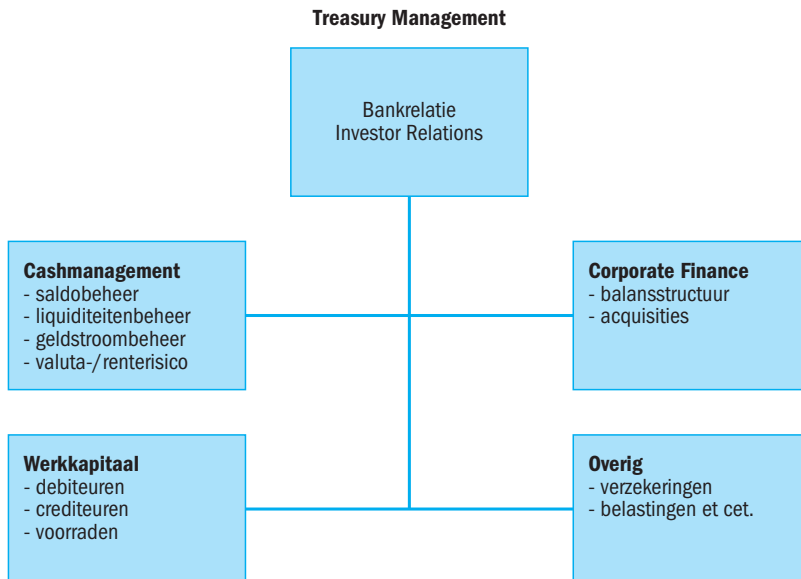 Treasury Management
Bankrelatie
Investor Relations
Cashmanagement
- saldobeheer
- liquiditeitenbeheer
- geldstroombeheer
- valuta-/renterisico
Corporate Finance
- balansstructuur
- acquisities
Werkkapitaal
- debiteuren
- crediteuren
- voorraden
Overig
- verzekeringen
- belastingen et cet.